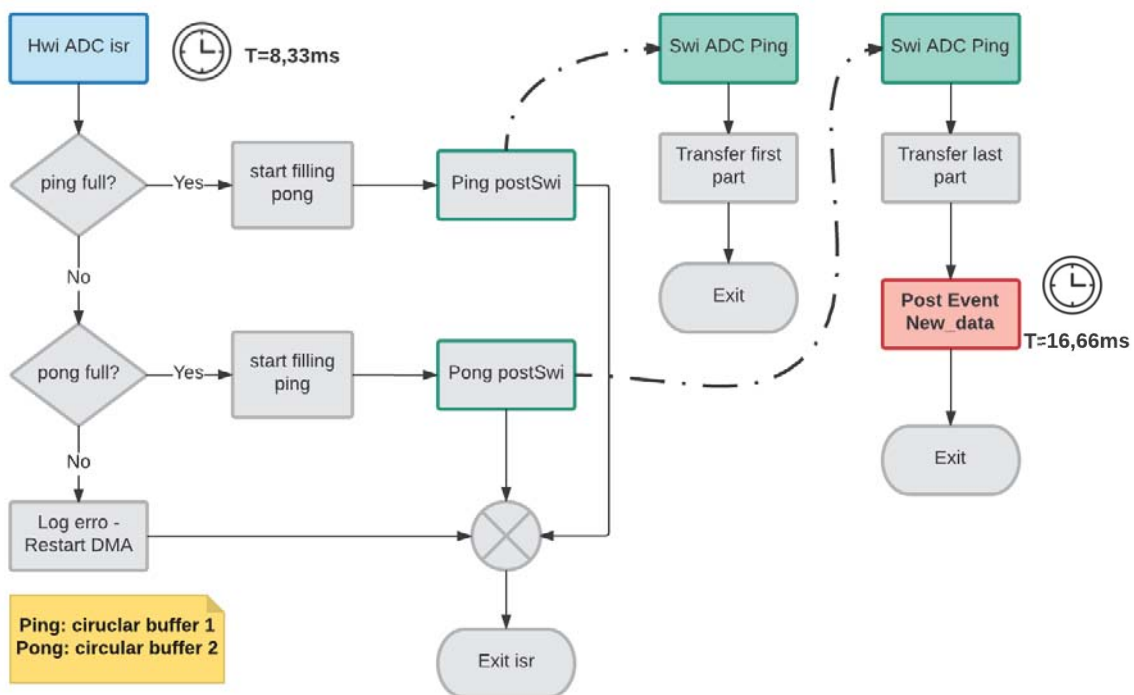 Hwi ADC isr
T=8,33ms
Swi ADC Ping
Swi ADC Ping
ping full?
Yes
start filling
pong
Ping postSwi
Transfer first
part
Transfer last
part
No
Exit
Post Event
New_data
T=16,66ms
pong full?
Yes
start filling
ping
Pong postSwi
No
Exit
Log erro -
Restart DMA
Ping: ciruclar buffer 1
Pong: circular buffer 2
Exit isr